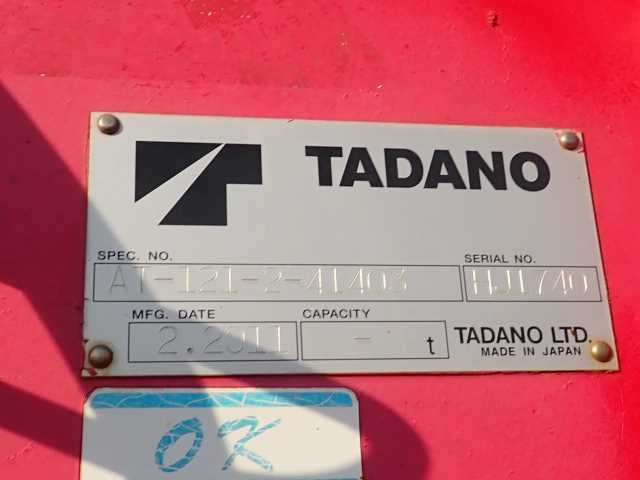 TADANO
SPEC. NO. SERIAL NO.
AT-121-2-41403 HJ1740
MFG. DATE CAPACITY
2.2011 - t TADANO LTD.
MADE IN JAPAN
OK